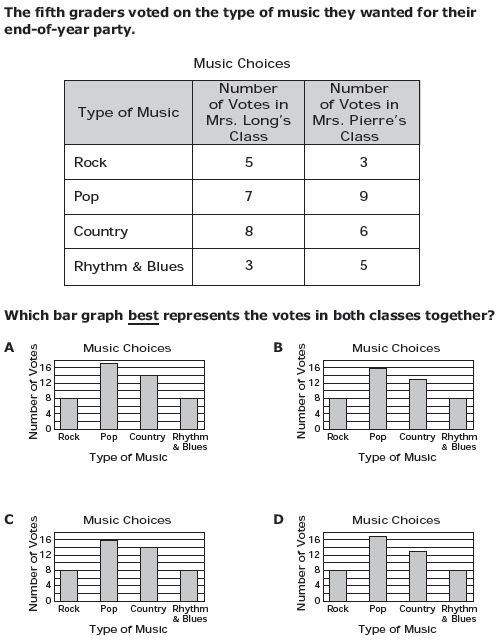 The fifth graders voted on the type of music they wanted for their
end-of-year party.
Music Choices
Type of Music
Number
of Votes in
Mrs. Long's
Class
Number
of Votes in
Mrs. Pierre's
Class
Rock 5 3
Pop 7 9
Country 8 6
Rhythm & Blues 3 5
Which bar graph best represents the votes in both classes together?
A
Music Choices
Number of Votes
16
12
8
4
0
Rock Pop Country Rhythm
& Blues
Type of Music
B
Music Choices
Number of Votes
16
12
8
4
0
Rock Pop Country Rhythm
& Blues
Type of Music
C
Music Choices
Number of Votes
16
12
8
4
0
Rock Pop Country Rhythm
& Blues
Type of Music
D
Music Choices
Number of Votes
16
12
8
4
0
Rock Pop Country Rhythm
& Blues
Type of Music